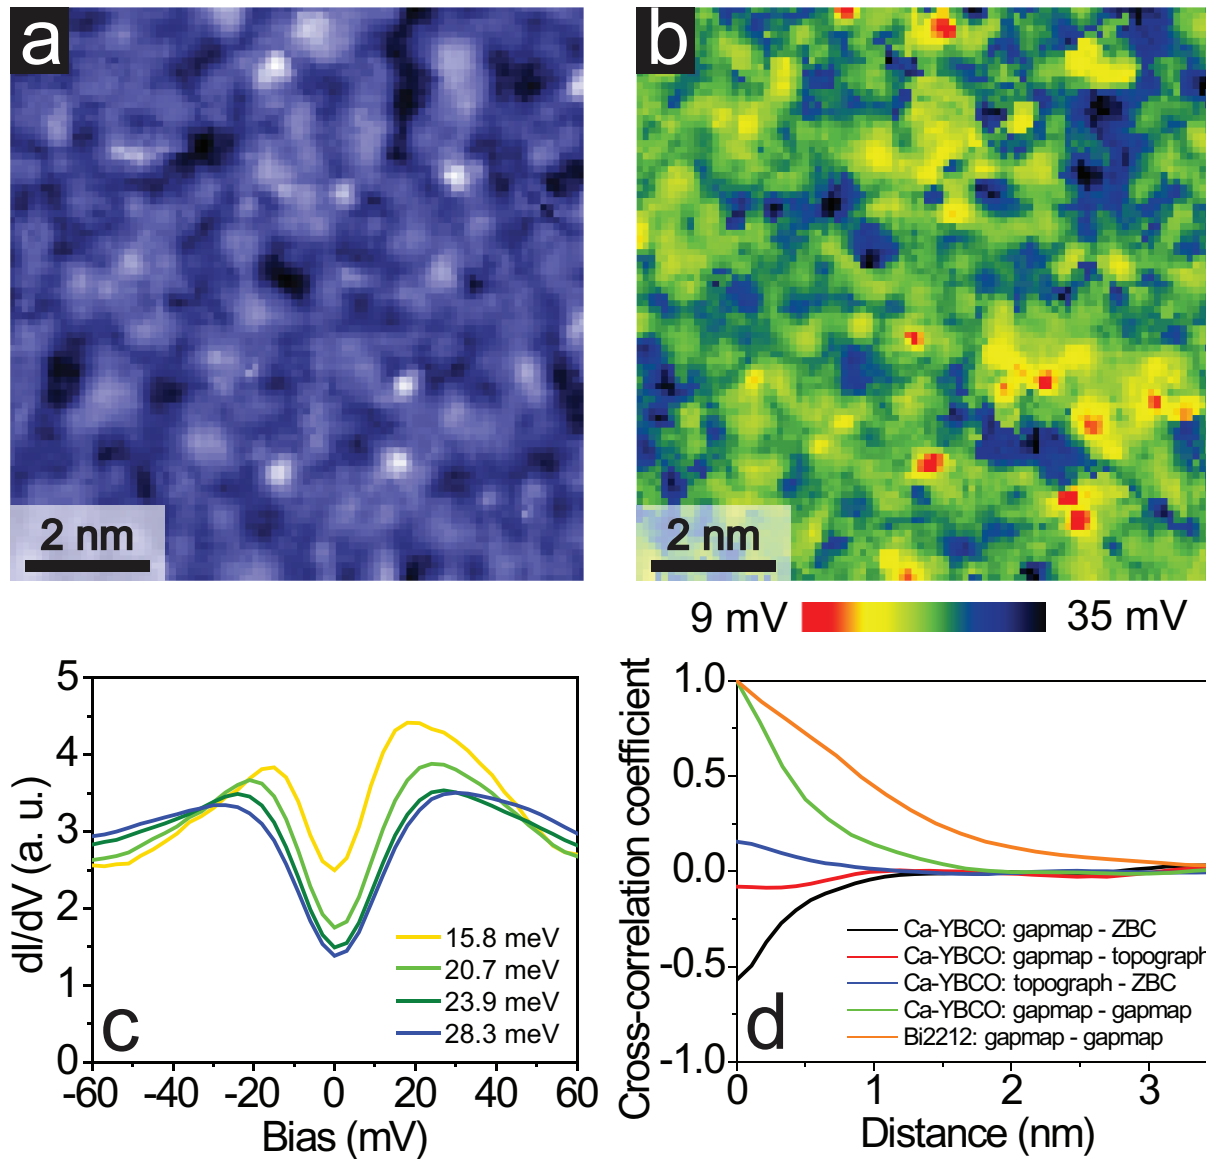 a
b
2 nm
2 nm
9 mV
35 mV
5
4
3
2
1
0
dI/dV (a. u.)
-60
-40
-20
0
20
40
60
Bias (mV)
15.8 meV
20.7 meV
23.9 meV
28.3 meV
c
1.0
0.5
0.0
-0.5
-1.0
Cross-correlation coefficient
0
1
2
3
Distance (nm)
Ca-YBCO: gapmap - ZBC
Ca-YBCO: gapmap - topograph
Ca-YBCO: topograph - ZBC
Ca-YBCO: gapmap - gapmap
Bi2212: gapmap - gapmap
d